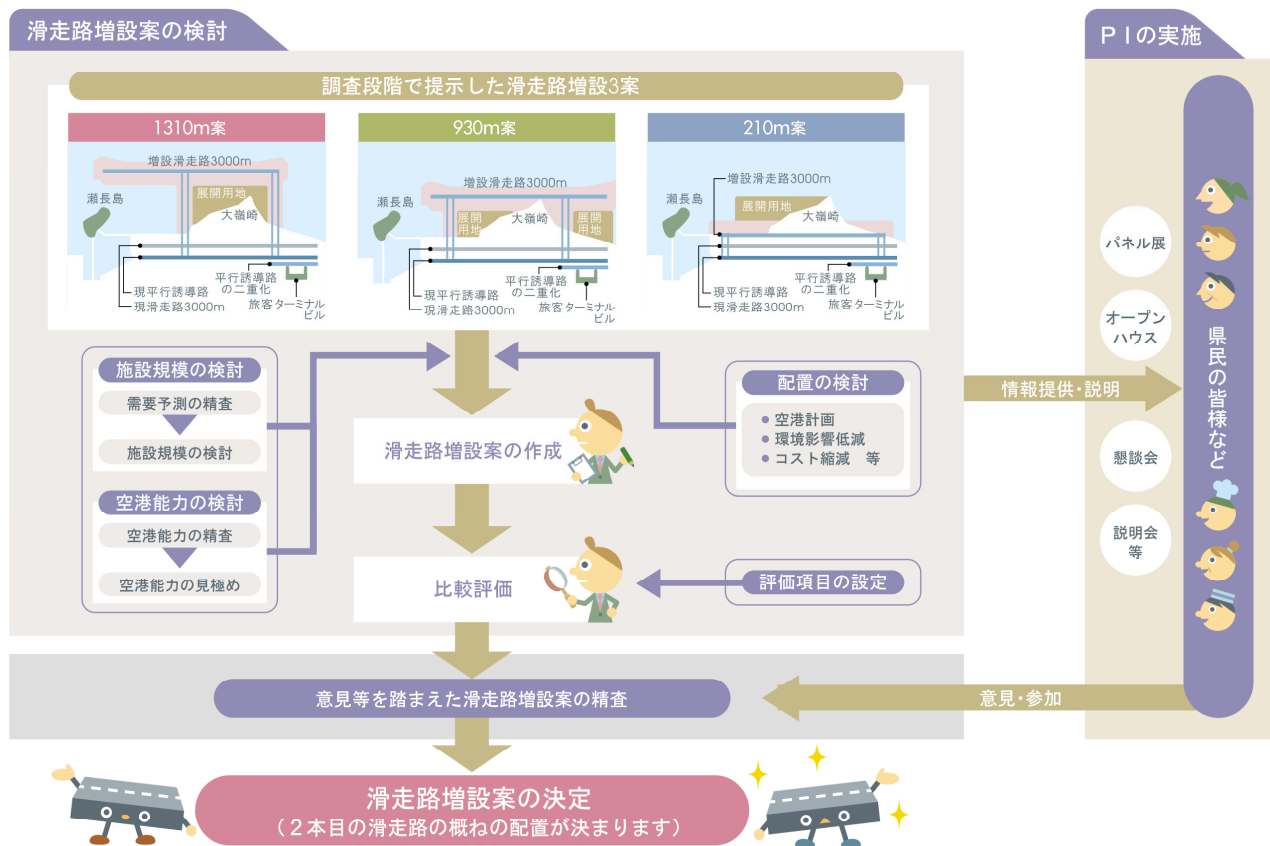 滑走路増設案の検討
調査段階で提示した滑走路増設3案
1310m案
増設滑走路3000m
瀬長島
展開用地
大嶺崎
平行誘導路
の二重化
現平行誘導路
現滑走路3000m
旅客ターミナル
ビル
930m案
増設滑走路3000m
瀬長島
展開
用地
大嶺崎
展開
用地
平行誘導路
の二重化
現平行誘導路
現滑走路3000m
旅客ターミナル
ビル
210m案
増設滑走路3000m
瀬長島
展開用地
大嶺崎
平行誘導路
の二重化
現平行誘導路
現滑走路3000m
旅客ターミナル
ビル
施設規模の検討
需要予測の精査
施設規模の検討
空港能力の検討
空港能力の精査
空港能力の見極め
配置の検討
● 空港計画
● 環境影響低減
● コスト縮減 等
滑走路増設案の作成
比較評価
評価項目の設定
意見等を踏まえた滑走路増設案の精査
滑走路増設案の決定
(２本目の滑走路の概ねの配置が決まります)
ＰＩの実施
パネル展
オープン
ハウス
懇談会
説明会
等
県民の皆様など
情報提供・説明
意見・参加